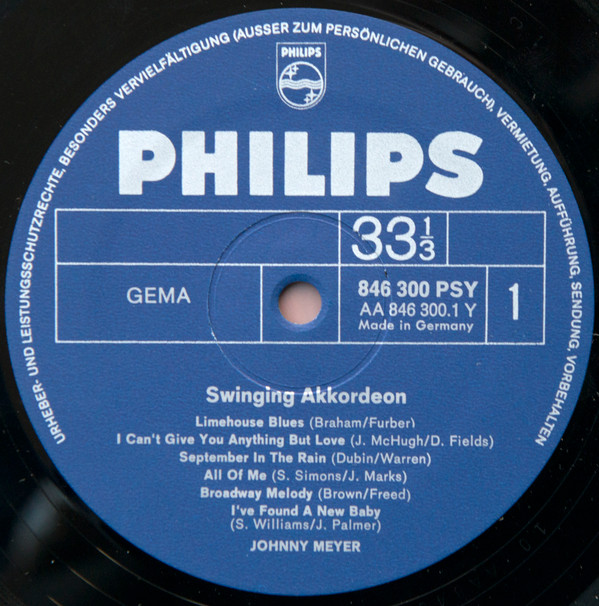 URHEBER- UND LEISTUNGSSCHUTZRECHTE, BESONDERS VERVIELFÄLTIGUNG (AUSSER ZUM PERSÖNLICHEN GEBRAUCH), VERMIETUNG, AUFFÜHRUNG, SENDUNG, VORBEHALTEN
PHILIPS
PHILIPS
33 1/3
GEMA
846 300 PSY
AA 846 300.1 Y
Made in Germany
1
Swinging Akkordeon
Limehouse Blues (Braham/Furber)
I Can't Give You Anything But Love (J. McHugh/D. Fields)
September In The Rain (Dubin/Warren)
All Of Me (S. Simons/J. Marks)
Broadway Melody (Brown/Freed)
I've Found A New Baby
(S. Williams/J. Palmer)
JOHNNY MEYER